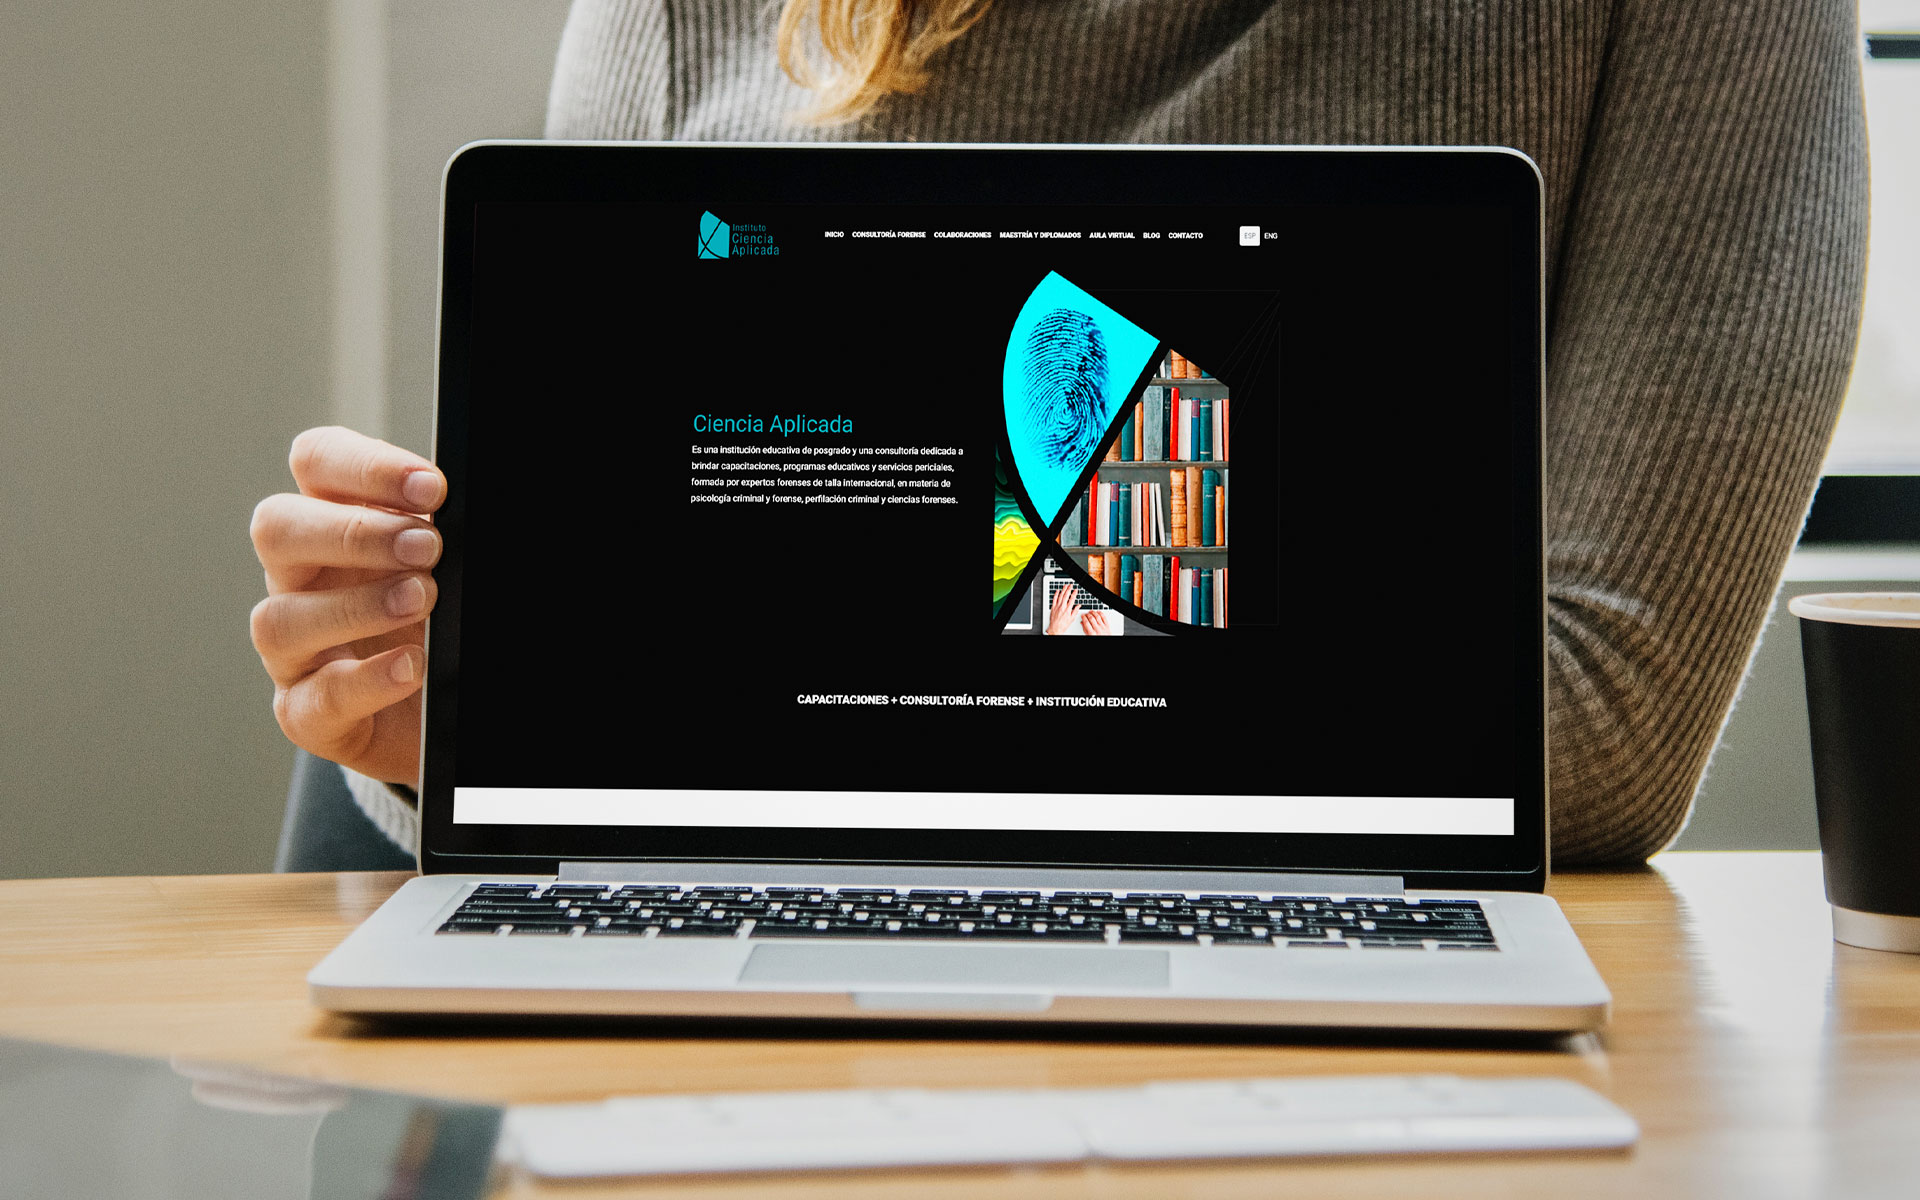 Instituto
Ciencia
Aplicada
INICIO CONSULTORÍA FORENSE COLABORACIONES MAESTRÍA Y DIPLOMADOS AULA VIRTUAL BLOG CONTACTO ESP ENG
Ciencia Aplicada
Es una institución educativa de posgrado y una consultoría dedicada a
brindar capacitaciones, programas educativos y servicios periciales,
formada por expertos forenses de talla internacional, en materia de
psicología criminal y forense, perfilación criminal y ciencias forenses.
CAPACITACIONES + CONSULTORÍA FORENSE + INSTITUCIÓN EDUCATIVA